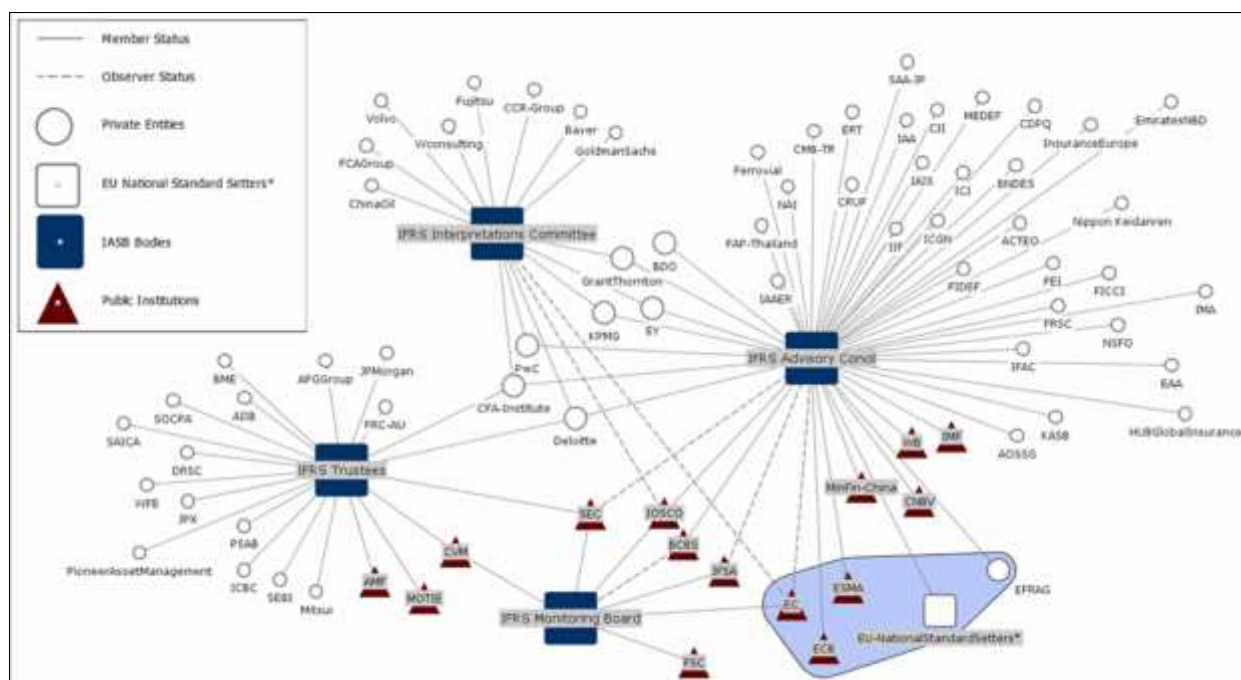 Member Status
Observer Status
Private Entities
EU National Standard Setters*
IASB Bodies
Public Institutions
Volvo
Fujitsu
CCR-Group
Wconsulting
Bayer
GoldmanSachs
FCAGroup
ChinaOil
IFRS Interpretations Committee
SAA-JP
ERT
IAA
CII
MEDEF
CDPQ
EmiratesNBD
InsuranceEurope
CMB-TR
Ferrovial
NAI
CRUF
IAIS
ICI
BNDES
Nippon Keidanren
FAP-Thailand
IIF
ICGN
ACTEO
IAAER
FIDEF
FEI
FICCI
IMA
BDO
GrantThornton
KPMG
EY
PwC
CFA-Institute
Deloitte
IFRS Advisory Concil
FRSC
NSFO
IFAC
EAA
KASB
AOSSG
HUBGlobalInsurance
BME
APGGroup
JPMorgan
SOCPA
ADB
FRC-AU
SAICA
DRSC
IFRS Trustees
WPB
JPX
PSAB
PioneerAssetManagement
ICBC
SEBI
Mitsui
AMF
MOTIE
CVM
SEC
IOSCO
BCBS
JFSA
WB
IMF
MinFin-China
CNBV
IFRS Monitoring Board
FSC
EC
ESMA
ECB
EFRAG
EU-NationalStandardSetters*